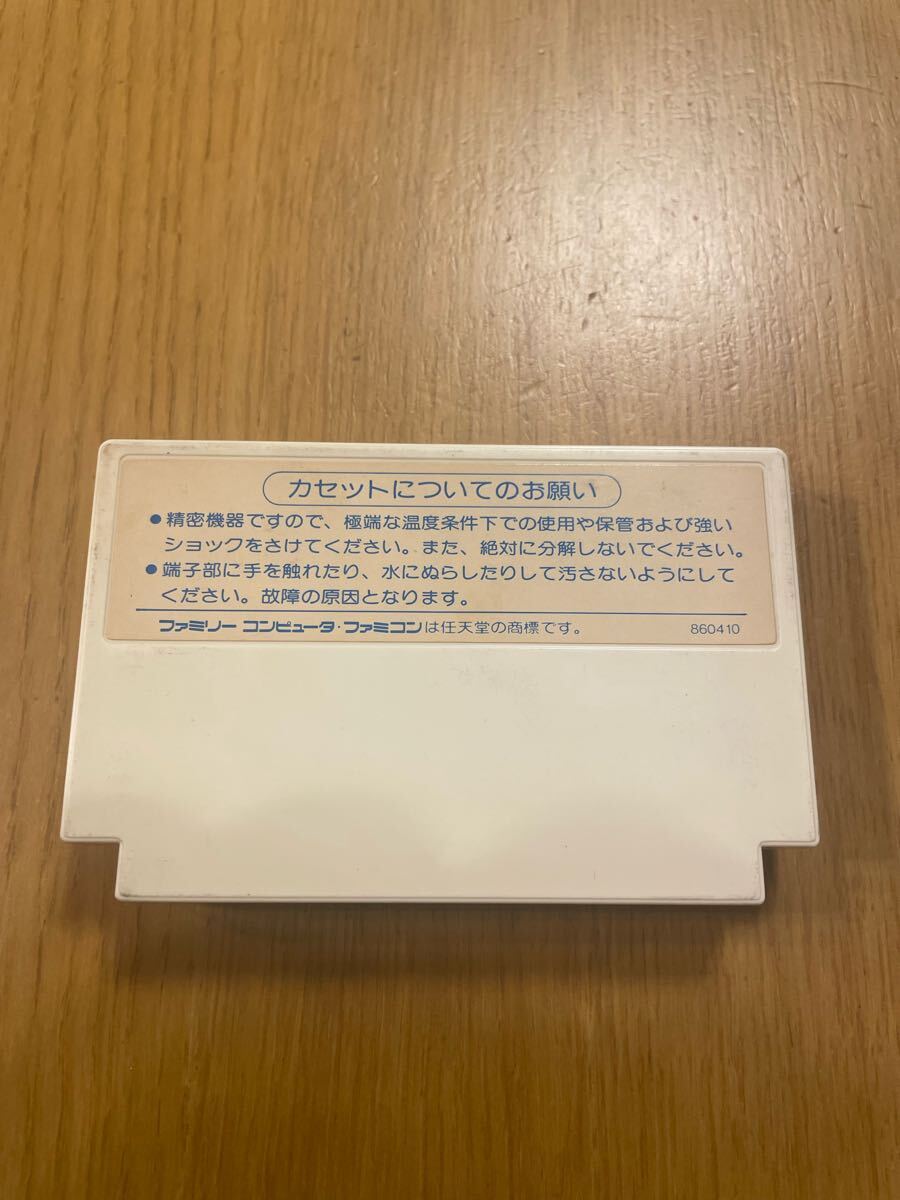 カセットについてのお願い
●精密機器ですので、極端な温度条件下での使用や保管および強い
ショックをさけてください。また、絶対に分解しないでください。
●端子部に手を触れたり、水にぬらしたりして汚さないようにして
ください。故障の原因となります。
ファミリー コンピュータ・ファミコンは任天堂の商標です。 860410